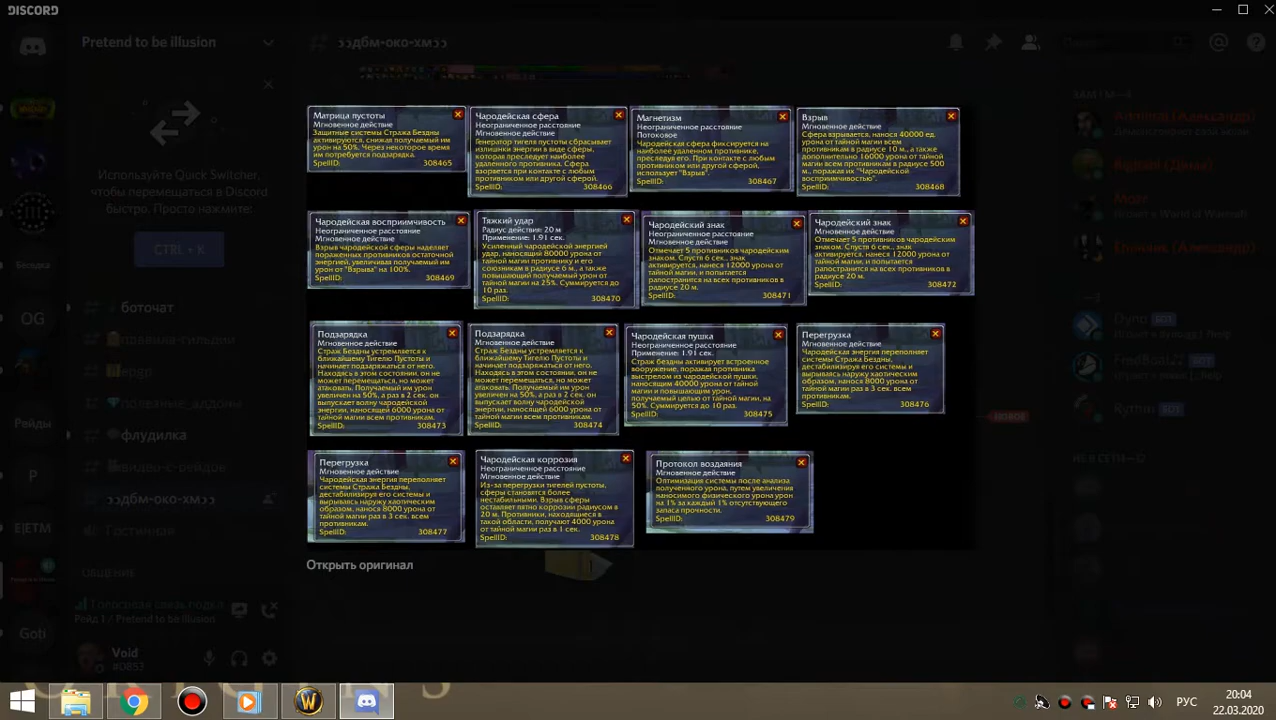 DISCORD
Pretend to be illusion
Используйте Quick Switcher,
чтобы перемещаться в Discord
быстро. Просто нажмите:
CTRL + K
Беседка
OG
Рейды
P
Goti
боточат
полезние_аддоны
флудилка
видео-с-рейдов
Гостиния
Рейд 1 / Pretend to be illusion
Void
#0853
Матрица пустоты
Мгновенное действие
Защитные системы Стража Бездны
активируются, снижая получаемый им
урон на 50%. Через некоторое время
им потребуется подзарядка.
SpellID: 308465
Чародейская сфера
Неограниченное расстояние
Мгновенное действие
Генератор тигеля пустоты сбрасывает
излишки энергии в виде сферы,
которая преследует наиболее
удаленного противника. Сфера
взорвется при контакте с любым
противником или другой сферой.
SpellID: 308466
Магнетизм
Неограниченное расстояние
Потоковое
Чародейская сфера фиксируется на
наиболее удаленном противнике,
преследуя его. При контакте с любым
противником или другой сферой,
использует "Взрыв".
SpellID: 308467
Взрыв
Мгновенное действие
Сфера взрывается, нанося 40000 ед.
урона от тайной магии всем
противникам в радиусе 10 м., а также
дополнительно 16000 урона от тайной
магии всем противникам в радиусе 500
м., поражая их "Чародейской
восприимчивостью".
SpellID: 308468
Чародейская восприимчивость
Неограниченное расстояние
Мгновенное действие
Взрыв чародейской сферы наделяет
пораженных противников остаточной
энергией, увеличивая получаемый им
урон от "Взрыва" на 100%.
SpellID: 308469
Тяжкий удар
Радиус действия: 20 м
Применение: 1.91 сек.
Усиленный чародейской энергией
удар, наносящий 80000 урона от
тайной магии противнику и его
союзникам в радиусе 6 м., а также
повышающий получаемый урон от
тайной магии на 25%. Суммируется до
10 раз.
SpellID: 308470
Чародейский знак
Неограниченное расстояние
Мгновенное действие
Отмечает 5 противников чародейским
знаком. Спустя 6 сек., знак
активируется, нанеся 12000 урона от
тайной магии, и попытается
рапостранится на всех противников в
радиусе 20 м.
SpellID: 308471
Чародейский знак
Мгновенное действие
Отмечает 5 противников чародейским
знаком. Спустя 6 сек., знак
активируется, нанеся 12000 урона от
тайной магии, и попытается
рапостранится на всех противников в
радиусе 20 м.
SpellID: 308472
Подзарядка
Мгновенное действие
Страж Бездны устремляется к
ближайшему Тигелю Пустоты и
начинает подзаряжаться от него.
Находясь в этом состоянии, он не
может перемещаться, но может
атаковать. Получаемый им урон
увеличен на 50%, а раз в 2 сек. он
выпускает волну чародейской
энергии, наносящей 6000 урона от
тайной магии всем противникам.
SpellID: 308473
Подзарядка
Мгновенное действие
Страж Бездны устремляется к
ближайшему Тигелю Пустоты и
начинает подзаряжаться от него.
Находясь в этом состоянии, он не
может перемещаться, но может
атаковать. Получаемый им урон
увеличен на 50%, а раз в 2 сек. он
выпускает волну чародейской
энергии, наносящей 6000 урона от
тайной магии всем противникам.
SpellID: 308474
Чародейская пушка
Неограниченное расстояние
Применение: 1.91 сек.
Страж бездны активирует встроенное
вооружение, поражая противника
выстрелом из чародейской пушки,
наносящим 40000 урона от тайной
магии и повышающим урон,
получаемый целью от тайной магии, на
50%. Суммируется до 10 раз.
SpellID: 308475
Перегрузка
Мгновенное действие
Чародейская энергия переполняет
системы Стража Бездны,
дестабилизируя его системы и
вырываясь наружу хаотическим
образом, нанося 8000 урона от
тайной магии раз в 3 сек. всем
противникам.
SpellID: 308476
Перегрузка
Мгновенное действие
Чародейская энергия переполняет
системы Стража Бездны,
дестабилизируя его системы и
вырываясь наружу хаотическим
образом, нанося 8000 урона от
тайной магии раз в 3 сек. всем
противникам.
SpellID: 308477
Чародейская коррозия
Неограниченное расстояние
Мгновенное действие
Из-за перегрузки тигелей пустоты,
сферы становятся более
нестабильными. Взрыв сферы
оставляет пятно коррозии радиусом в
20 м. Противники, находящиеся в
такой области, получают 4000 урона
от тайной магии раз в 1 сек.
SpellID: 308478
Протокол воздаяния
Мгновенное действие
Оптимизация системы после анализа
полученного урона, путем увеличения
наносимого физического урона урон
на 1% за каждый 1% отсутствующего
запаса прочности.
SpellID: 308479
Открыть оригинал
РУС
20:04
22.03.2020